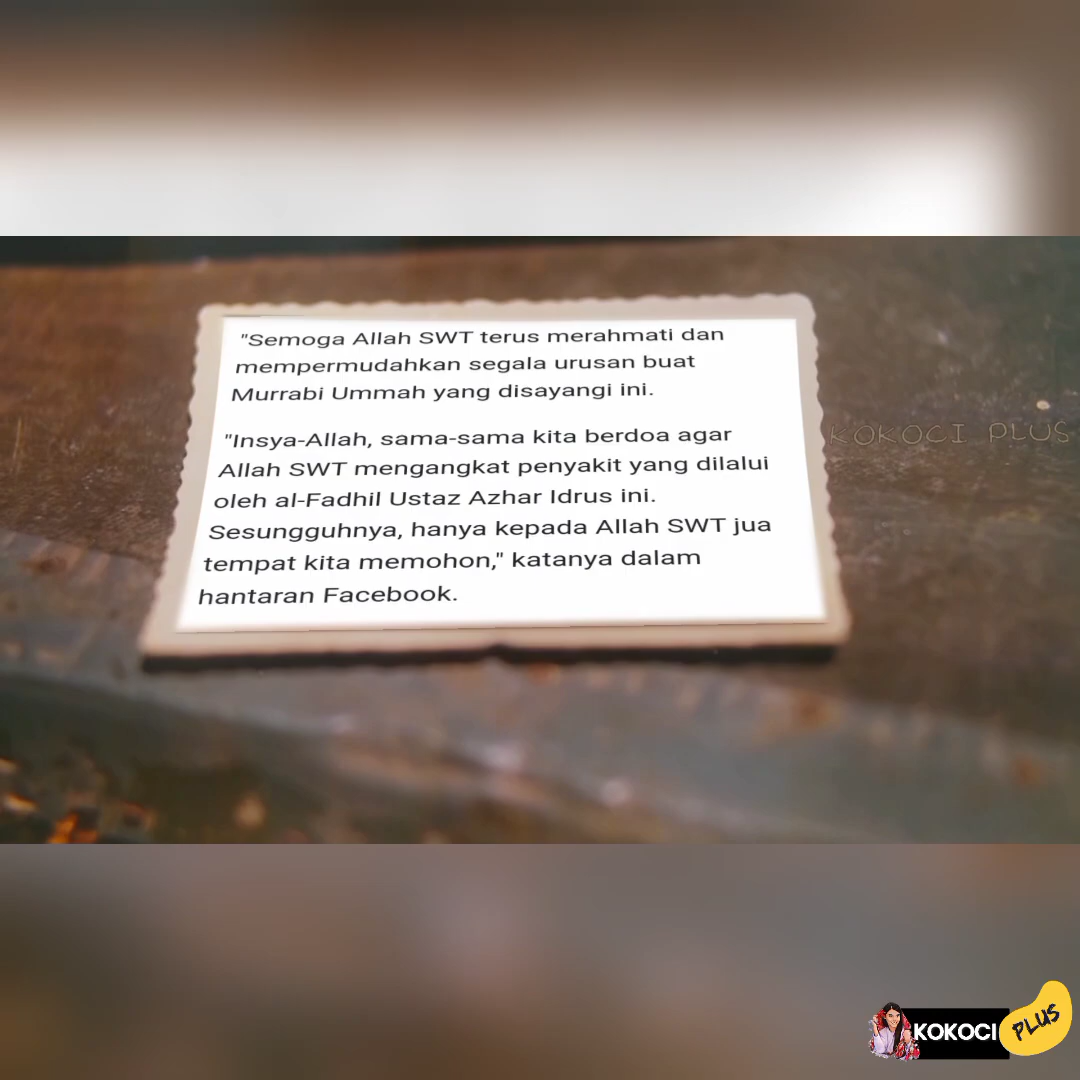 "Semoga Allah SWT terus merahmati dan
mempermudahkan segala urusan buat
Murrabi Ummah yang disayangi ini.
"Insya-Allah, sama-sama kita berdoa agar
Allah SWT mengangkat penyakit yang dilalui
oleh al-Fadhil Ustaz Azhar Idrus ini.
Sesungguhnya, hanya kepada Allah SWT jua
tempat kita memohon," katanya dalam
hantaran Facebook.
KOKOCI PLUS
KOKOCI PLUS